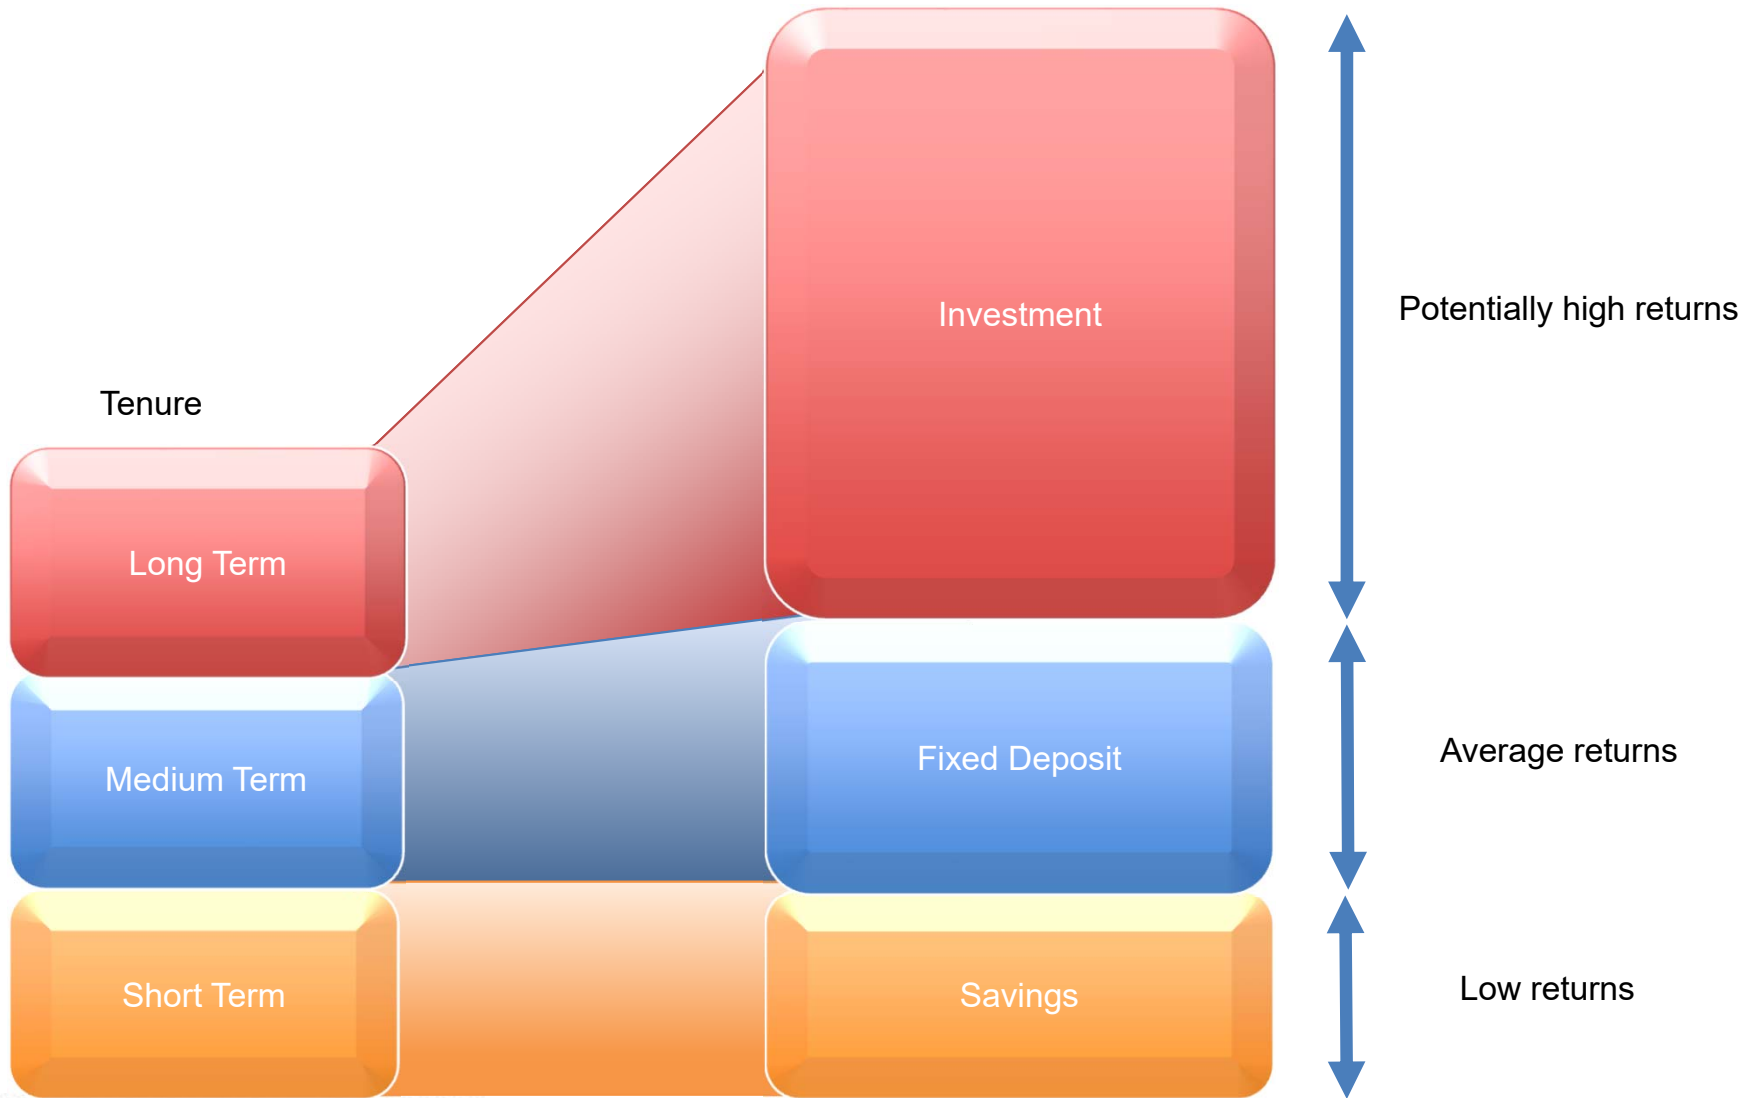 Tenure
Long Term
Investment
Potentially high returns
Medium Term
Fixed Deposit
Average returns
Short Term
Savings
Low returns